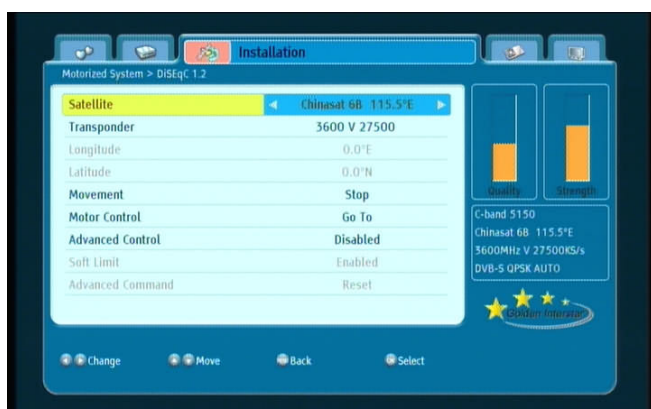 Installation
Motorized System > DiSEqC 1.2
Satellite Chinasat 6B 115.5°E
Transponder 3600 V 27500
Longitude 0.0°E
Latitude 0.0°N
Movement Stop
Motor Control Go To
Advanced Control Disabled
Soft Limit Enabled
Advanced Command Reset
Quality Strength
C-band 5150
Chinasat 6B 115.5°E
3600MHz V 27500KS/s
DVB-S QPSK AUTO
Golden Interstar
Change Move Back Select